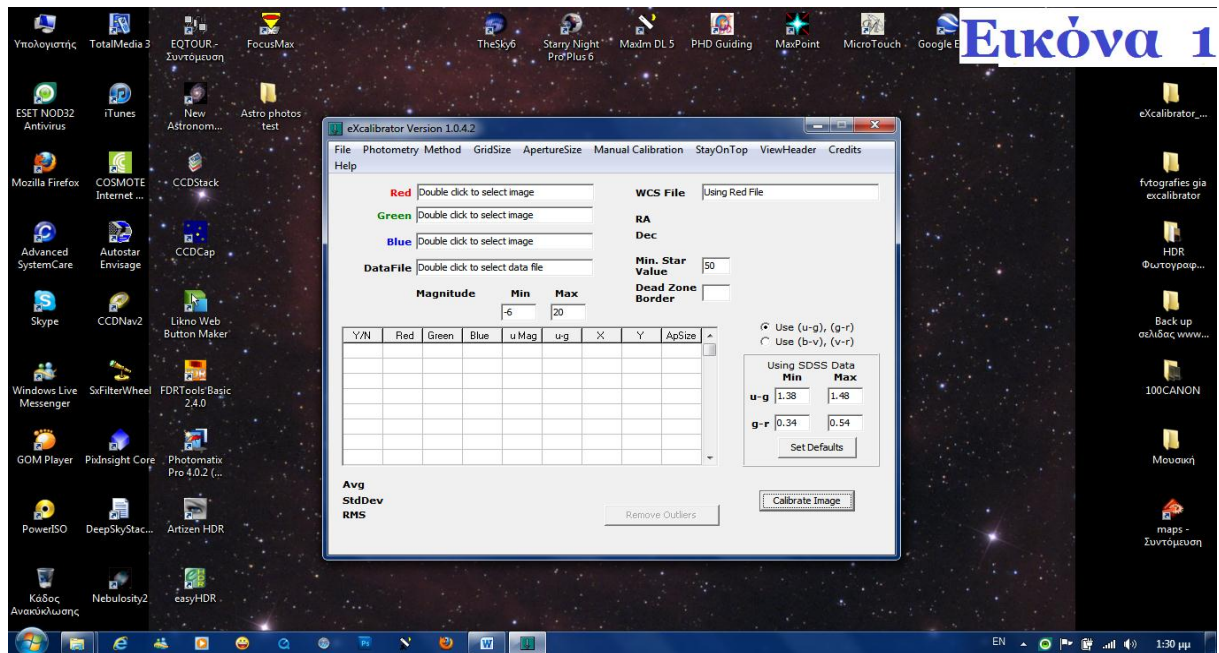 Εικόνα 1
Υπολογιστής
TotalMedia 3
EQTOUR - Συντόμευση
FocusMax
TheSky6
Starry Night Pro Plus 6
MaxIm DL 5
PHD Guiding
MaxPoint
MicroTouch
Google E
ESET NOD32 Antivirus
iTunes
New Astronom...
Astro photos test
eXcalibrator_...
Mozilla Firefox
COSMOTE Internet ...
CCDStack
fvtografies gia excalibrator
Advanced SystemCare
Autostar Envisage
CCDCap
HDR Φωτογραφ...
Skype
CCDNav2
Likno Web Button Maker
Back up σελιδας www...
Windows Live Messenger
SxFilterWheel
FDRTools Basic 2.4.0
100CANON
GOM Player
PixInsight Core
Photomatix Pro 4.0.2 (...
Μουσική
PowerISO
DeepSkyStac...
Artizen HDR
maps - Συντόμευση
Κάδος Ανακύκλωσης
Nebulosity2
easyHDR
eXcalibrator Version 1.0.4.2
File Photometry Method GridSize ApertureSize Manual Calibration StayOnTop ViewHeader Credits
Help
Red Double click to select image WCS File Using Red File
Green Double click to select image RA
Blue Double click to select image Dec
DataFile Double click to select data file Min. Star Value 50
Magnitude Min Max Dead Zone Border
-6 20
Y/N Red Green Blue u Mag u-g X Y ApSize
Use (u-g), (g-r)
Use (b-v), (v-r)
Using SDSS Data
Min Max
u-g 1.38 1.48
g-r 0.34 0.54
Set Defaults
Avg
StdDev
RMS
Remove Outliers
Calibrate Image
EN 1:30 μμ